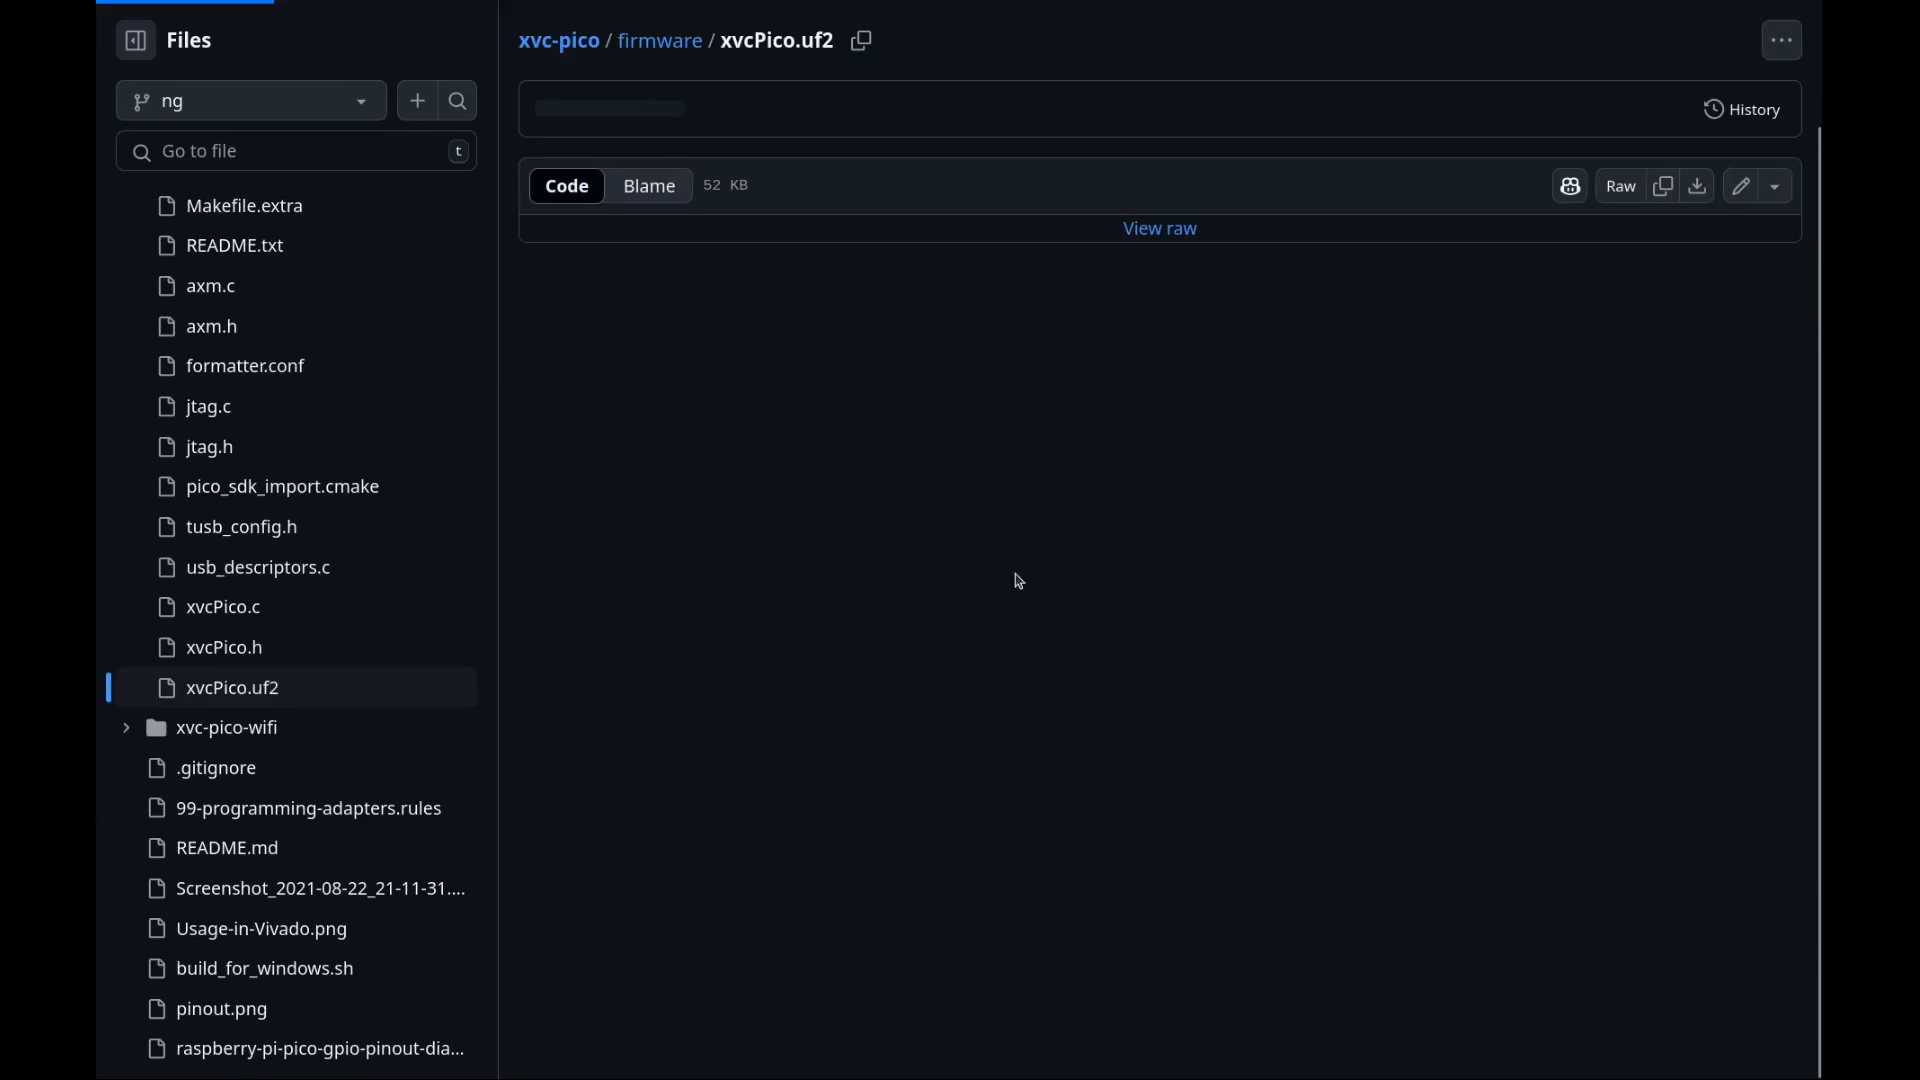 Files
ng
Go to file
t
Makefile.extra
README.txt
axm.c
axm.h
formatter.conf
jtag.c
jtag.h
pico_sdk_import.cmake
tusb_config.h
usb_descriptors.c
xvcPico.c
xvcPico.h
xvcPico.uf2
xvc-pico-wifi
.gitignore
99-programming-adapters.rules
README.md
Screenshot_2021-08-22_21-11-31....
Usage-in-Vivado.png
build_for_windows.sh
pinout.png
raspberry-pi-pico-gpio-pinout-dia...
xvc-pico / firmware / xvcPico.uf2
History
Code Blame 52 KB Raw
View raw